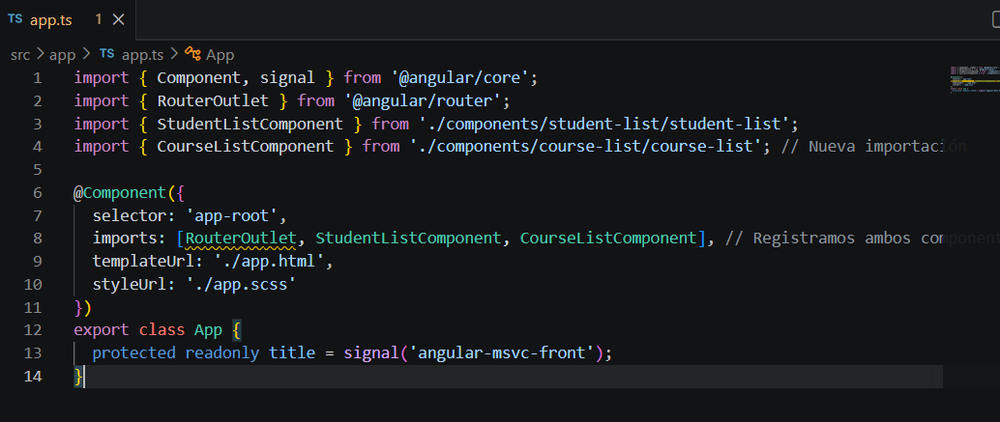 TS app.ts 1 ×
src > app > TS app.ts > App
1 import { Component, signal } from '@angular/core';
2 import { RouterOutlet } from '@angular/router';
3 import { StudentListComponent } from './components/student-list/student-list';
4 import { CourseListComponent } from './components/course-list/course-list'; // Nueva importación
5
6 @Component({
7 selector: 'app-root',
8 imports: [RouterOutlet, StudentListComponent, CourseListComponent], // Registramos ambos component
9 templateUrl: './app.html',
10 styleUrl: './app.scss'
11 })
12 export class App {
13 protected readonly title = signal('angular-msvc-front');
14 }